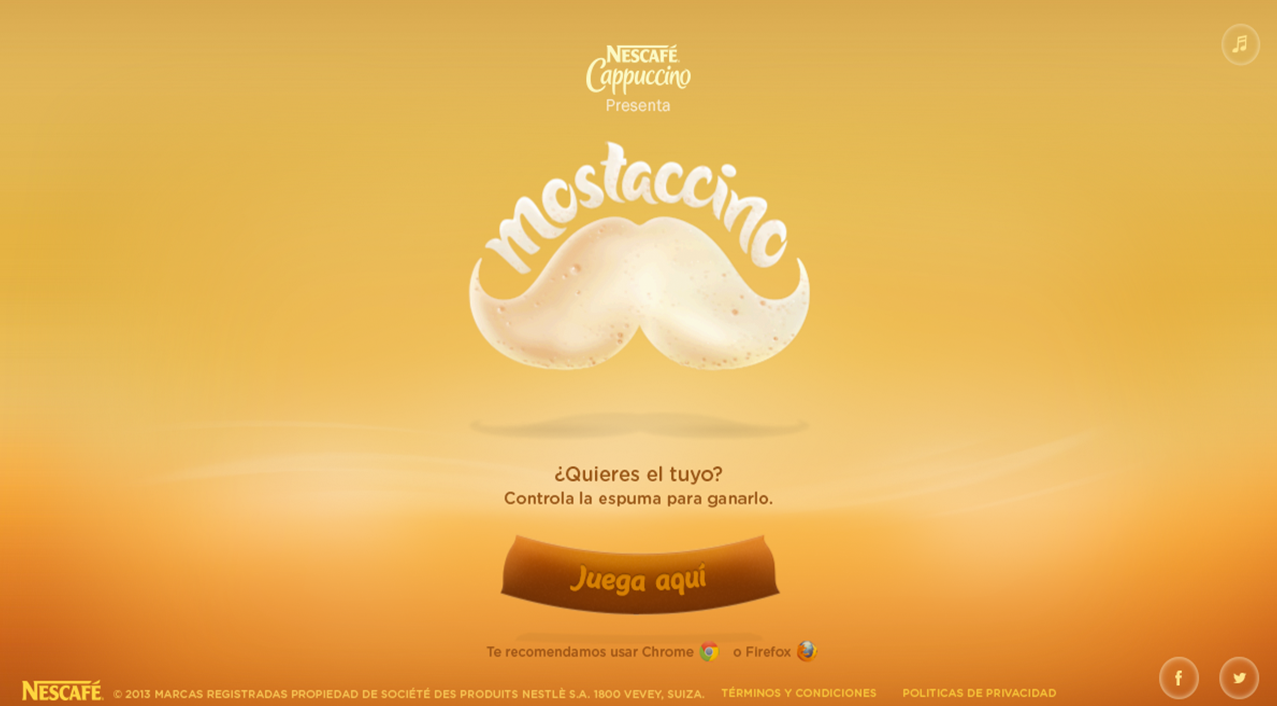 NESCAFÉ
Cappuccino
Presenta
mostaccino
¿Quieres el tuyo?
Controla la espuma para ganarlo.
Juega aquí
Te recomendamos usar Chrome o Firefox
NESCAFÉ. © 2013 MARCAS REGISTRADAS PROPIEDAD DE SOCIÉTÉ DES PRODUITS NESTLÈ S.A. 1800 VEVEY, SUIZA. TÉRMINOS Y CONDICIONES POLITICAS DE PRIVACIDAD